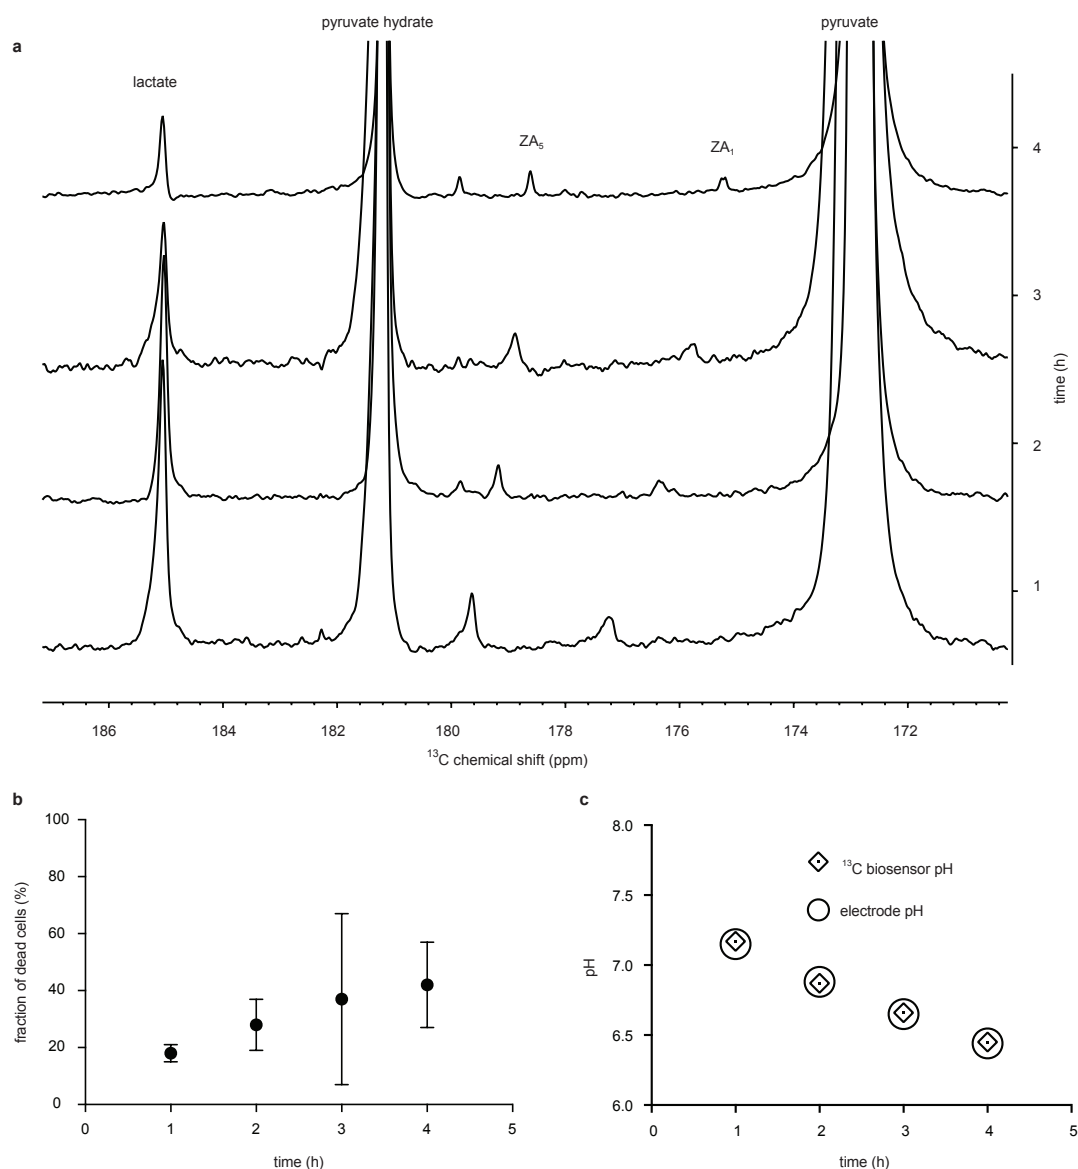 pyruvate hydrate
pyruvate
a
lactate
ZA₅
ZA₁
4
3
2
1
time (h)
186 184 182 180 178 176 174 172
¹³C chemical shift (ppm)
b
100
80
60
40
20
0
fraction of dead cells (%)
0 1 2 3 4 5
time (h)
c
8.0
7.5
7.0
6.5
6.0
pH
¹³C biosensor pH
electrode pH
0 1 2 3 4 5
time (h)